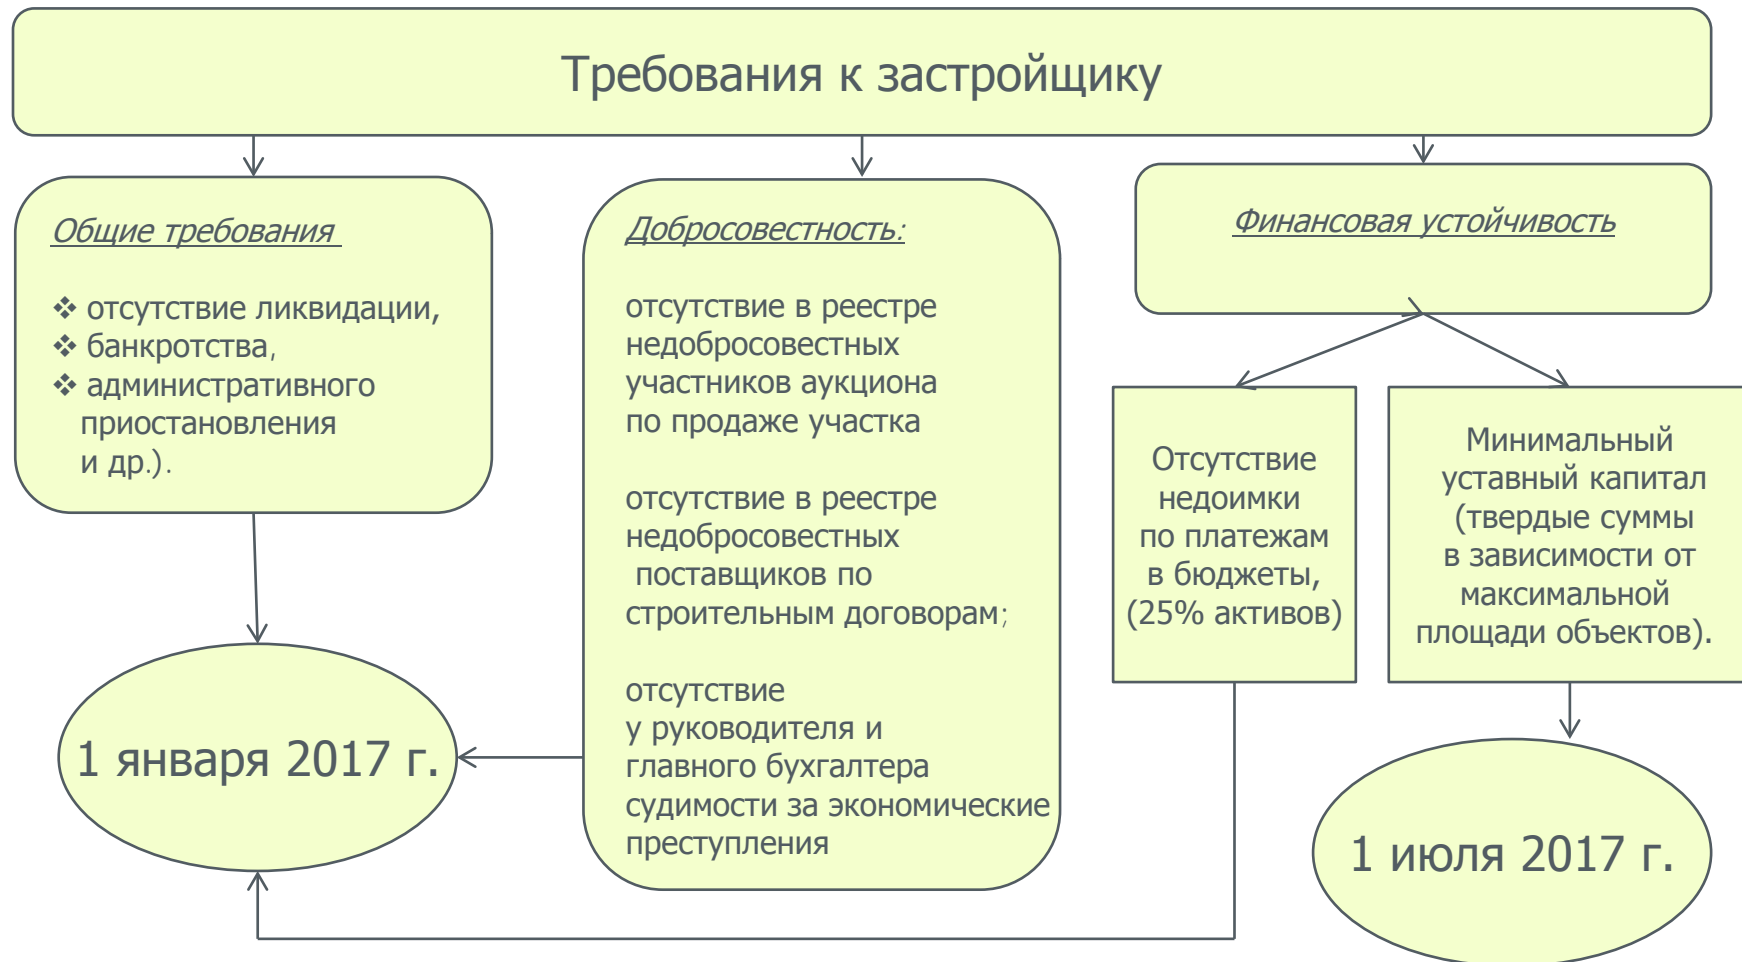 Требования к застройщику
Общие требования
❖ отсутствие ликвидации,
❖ банкротства,
❖ административного
приостановления
и др.).
Добросовестность:
отсутствие в реестре
недобросовестных
участников аукциона
по продаже участка
отсутствие в реестре
недобросовестных
поставщиков по
строительным договорам;
отсутствие
у руководителя и
главного бухгалтера
судимости за экономические
преступления
Финансовая устойчивость
Отсутствие
недоимки
по платежам
в бюджеты,
(25% активов)
Минимальный
уставный капитал
(твердые суммы
в зависимости от
максимальной
площади объектов).
1 января 2017 г.
1 июля 2017 г.